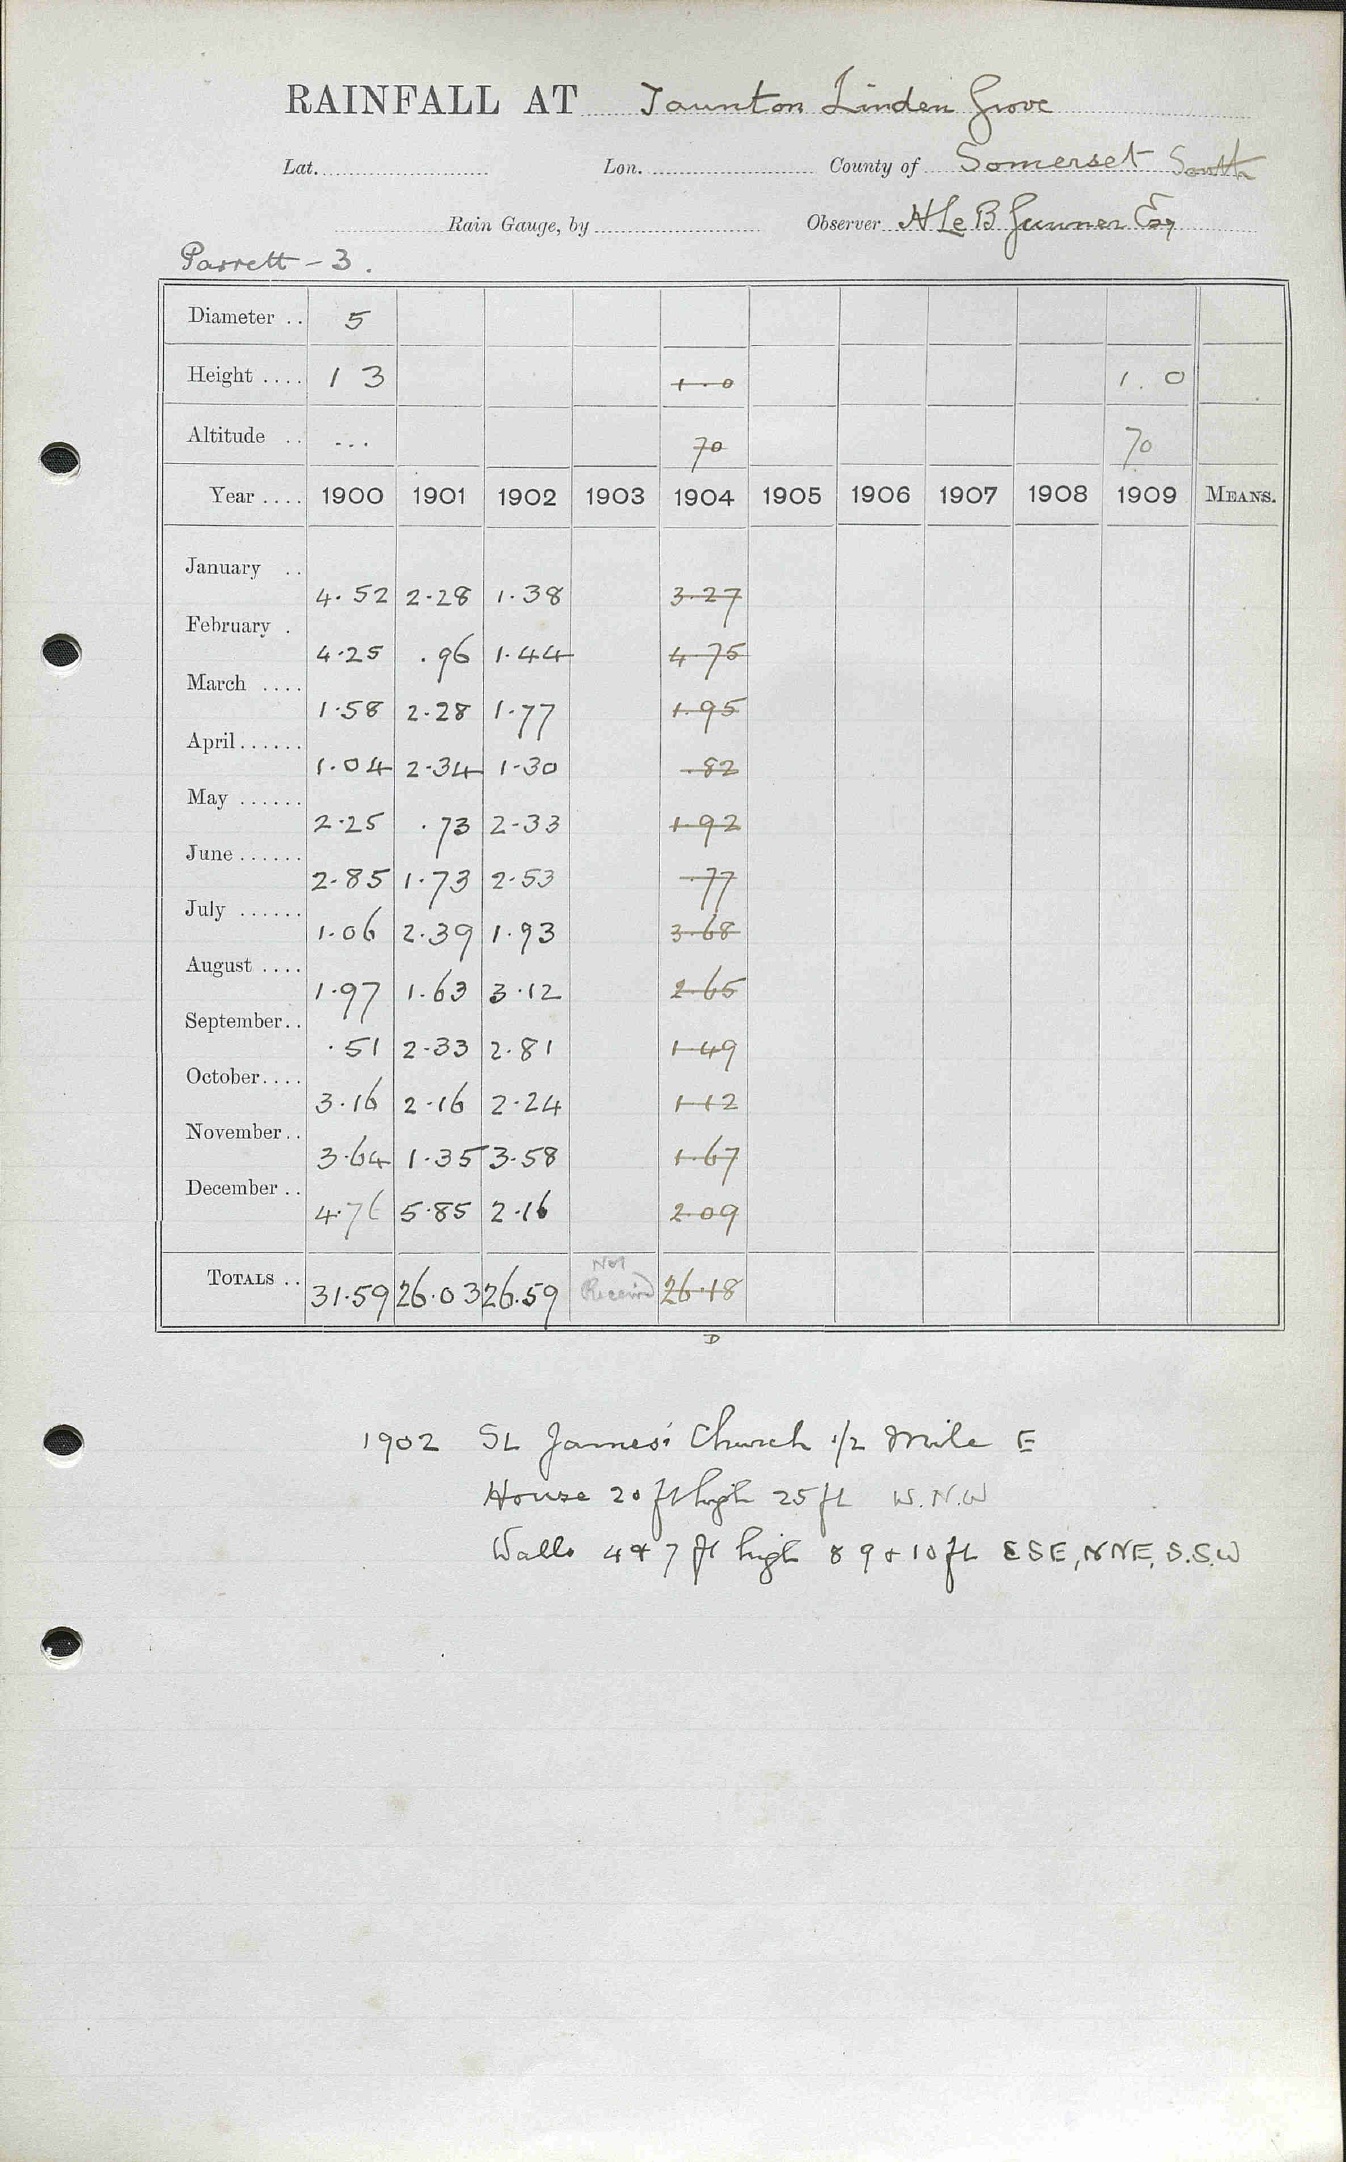 RAINFALL AT Taunton Linden Grove
Lat. Lon. County of Somerset South
Rain Gauge, by Observer H Le B Gunner Esq
Parrett - 3.
Diameter .. 5
Height .... 1 3 1.0 1.0
Altitude .. ... 70 70
Year .... 1900 1901 1902 1903 1904 1905 1906 1907 1908 1909 MEANS.
January .. 4.52 2.28 1.38 3.27
February . 4.25 .96 1.44 4.75
March .... 1.58 2.28 1.77 1.95
April...... 1.04 2.34 1.30 .82
May ...... 2.25 .73 2.33 1.92
June...... 2.85 1.73 2.53 .77
July ...... 1.06 2.39 1.93 3.68
August .... 1.97 1.63 3.12 2.65
September.. .51 2.33 2.81 1.49
October.... 3.16 2.16 2.24 1.12
November.. 3.64 1.35 3.58 1.67
December .. 4.76 5.85 2.16 2.09
TOTALS .. 31.59 26.03 26.59 Not Received 26.18
D
1902 St James' Church 1/2 Mile E
House 20 ft high 25 ft W.N.W
Walls 4 & 7 ft high 8 9 & 10 ft ESE, NNE, S.S.W